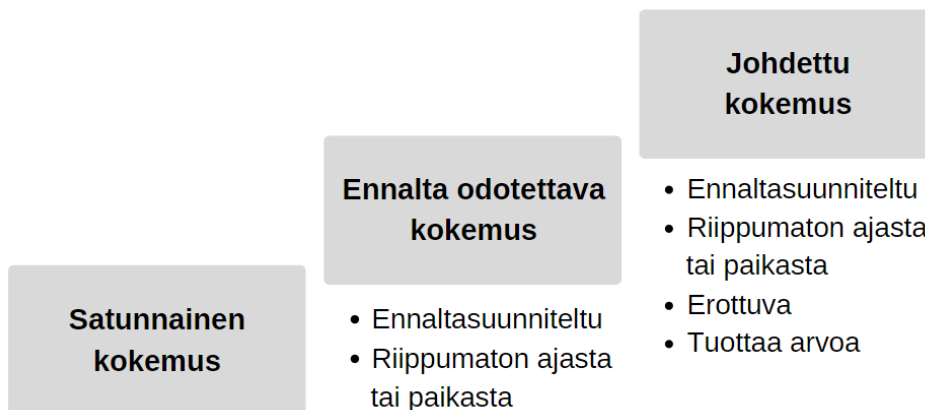 Johdettu
kokemus
Ennalta odotettava
kokemus
• Ennaltasuunniteltu
• Riippumaton ajasta
tai paikasta
• Erottuva
• Tuottaa arvoa
Satunnainen
kokemus
• Ennaltasuunniteltu
• Riippumaton ajasta
tai paikasta